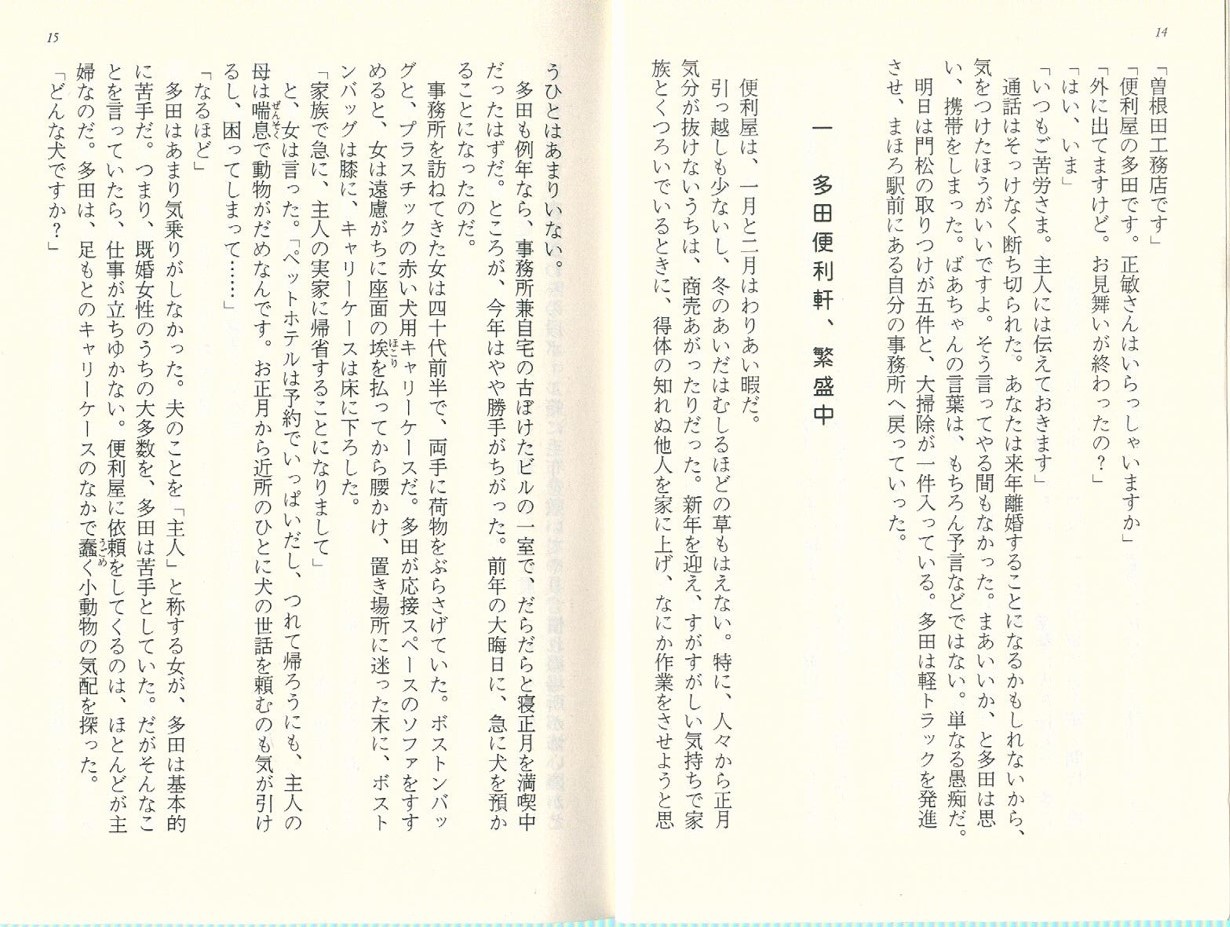 14
「曽根田工務店です」
「便利屋の多田です。正敏さんはいらっしゃいますか」
「外に出てますけど。お見舞いが終わったの？」
「はい、いま」
「いつもご苦労さま。主人には伝えておきます」
通話はそっけなく断ち切られた。あなたは来年離婚することになるかもしれないから、
気をつけたほうがいいですよ。そう言ってやる間もなかった。まあいいか、と多田は思
い、携帯をしまった。ばあちゃんの言葉は、もちろん予言などではない。単なる愚痴だ。
明日は門松の取りつけが五件と、大掃除が一件入っている。多田は軽トラックを発進
させ、まほろ駅前にある自分の事務所へ戻っていった。
一　多田便利軒、繁盛中
便利屋は、一月と二月はわりあい暇だ。
引っ越しも少ないし、冬のあいだはむしるほどの草もはえない。特に、人々から正月
気分が抜けないうちは、商売あがったりだった。新年を迎え、すがすがしい気持ちで家
族とくつろいでいるときに、得体の知れぬ他人を家に上げ、なにか作業をさせようと思
15
うひとはあまりいない。
多田も例年なら、事務所兼自宅の古ぼけたビルの一室で、だらだらと寝正月を満喫中
だったはずだ。ところが、今年はやや勝手がちがった。前年の大晦日に、急に犬を預か
ることになったのだ。
事務所を訪ねてきた女は四十代前半で、両手に荷物をぶらさげていた。ボストンバッ
グと、プラスチックの赤い犬用キャリーケースだ。多田が応接スペースのソファをすす
めると、女は遠慮がちに座面の埃ほこりを払ってから腰かけ、置き場所に迷った末に、ボスト
ンバッグは膝に、キャリーケースは床に下ろした。
「家族で急に、主人の実家に帰省することになりまして」
と、女は言った。「ペットホテルは予約でいっぱいだし、つれて帰ろうにも、主人の
母は喘息ぜんそくで動物がだめなんです。お正月から近所のひとに犬の世話を頼むのも気が引け
るし、困ってしまって……」
「なるほど」
多田はあまり気乗りがしなかった。夫のことを「主人」と称する女が、多田は基本的
に苦手だ。つまり、既婚女性のうちの大多数を、多田は苦手としていた。だがそんなこ
とを言っていたら、仕事が立ちゆかない。便利屋に依頼をしてくるのは、ほとんどが主
婦なのだ。多田は、足もとのキャリーケースのなかで蠢うごめく小動物の気配を探った。
「どんな犬ですか？」